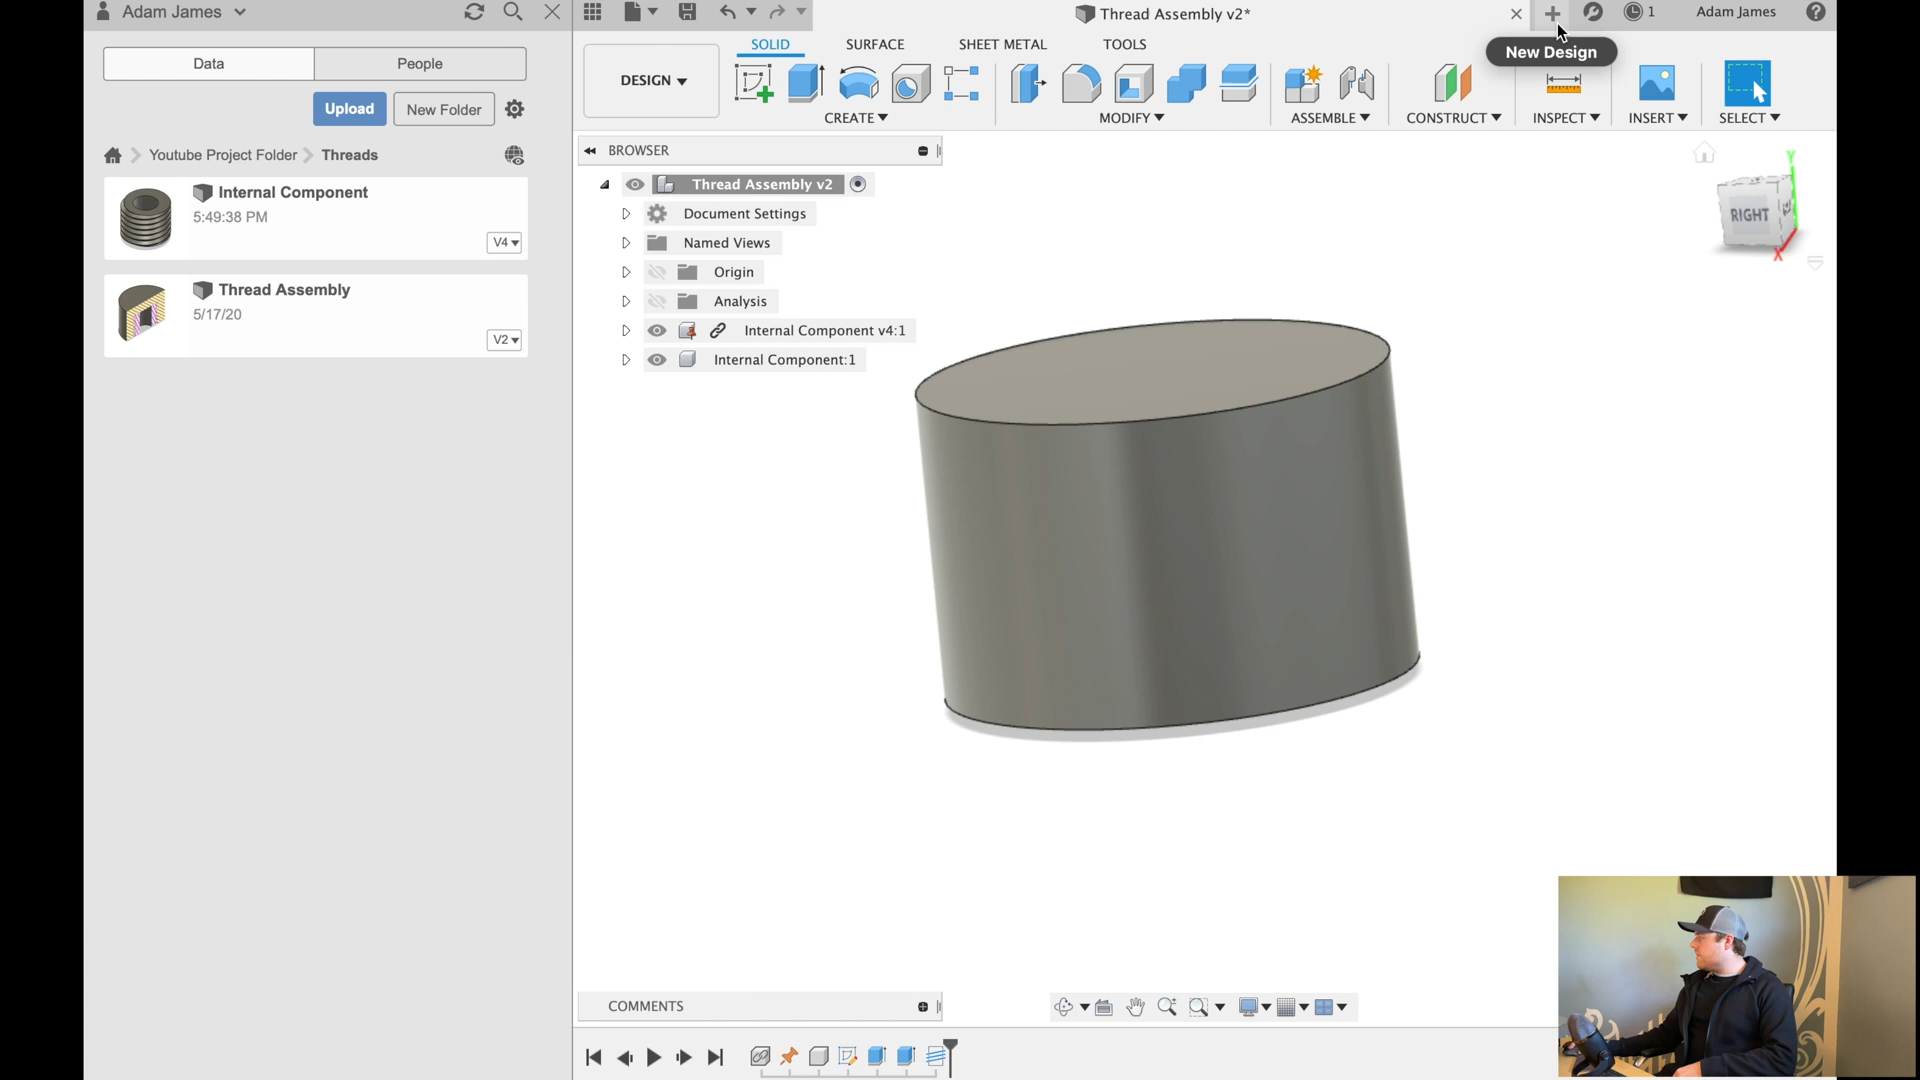 Adam James
Data
People
Upload
New Folder
Youtube Project Folder
Threads
Internal Component
5:49:38 PM
V4
Thread Assembly
5/17/20
V2
Thread Assembly v2*
1
Adam James
New Design
DESIGN
SOLID
SURFACE
SHEET METAL
TOOLS
CREATE
MODIFY
ASSEMBLE
CONSTRUCT
INSPECT
INSERT
SELECT
BROWSER
Thread Assembly v2
Document Settings
Named Views
Origin
Analysis
Internal Component v4:1
Internal Component:1
Y
RIGHT
X
COMMENTS